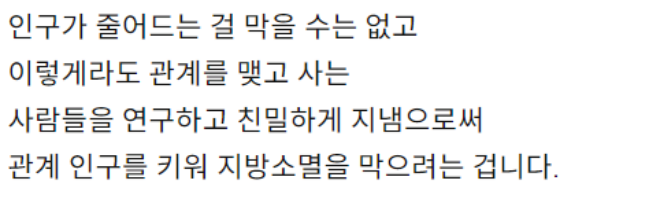 인구가 줄어드는 걸 막을 수는 없고
이렇게라도 관계를 맺고 사는
사람들을 연구하고 친밀하게 지냄으로써
관계 인구를 키워 지방소멸을 막으려는 겁니다.